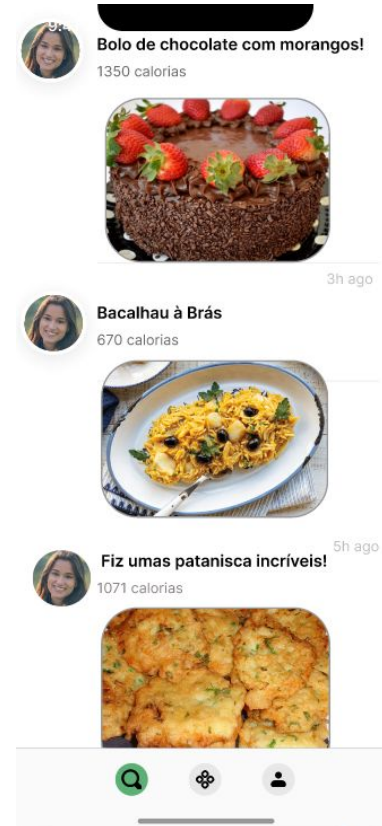 Bolo de chocolate com morangos!
1350 calorias
3h ago
Bacalhau à Brás
670 calorias
5h ago
Fiz umas patanisca incríveis!
1071 calorias